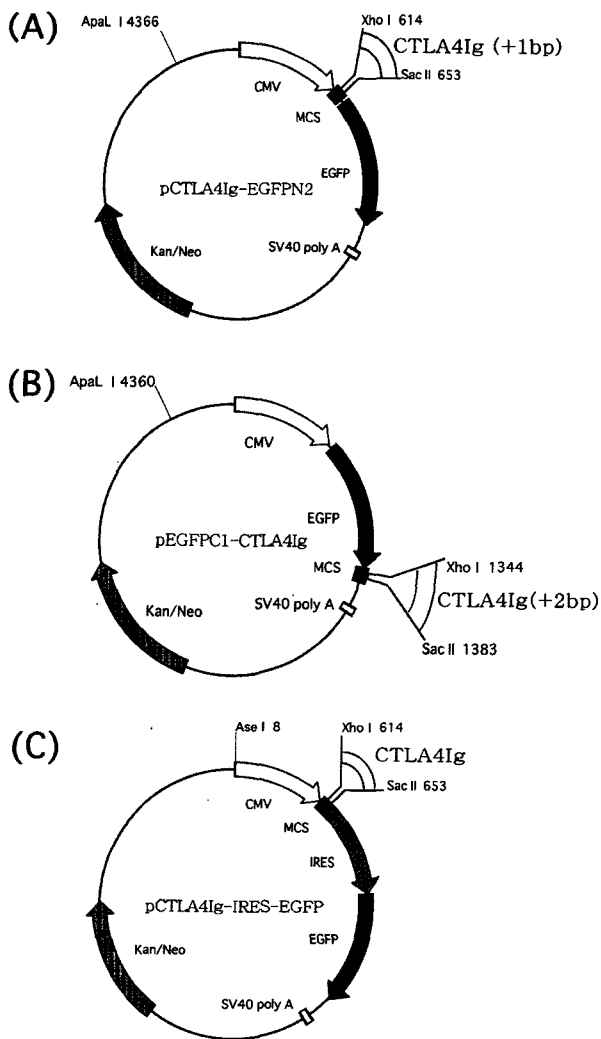 (A)
ApaL I 4366
Xho I 614
CTLA4Ig (+1bp)
Sac II 653
CMV
MCS
EGFP
pCTLA4Ig-EGFPN2
Kan/Neo
SV40 poly A
(B)
ApaL I 4360
CMV
EGFP
pEGFPC1-CTLA4Ig
MCS
Xho I 1344
CTLA4Ig(+2bp)
Sac II 1383
SV40 poly A
Kan/Neo
(C)
Ase I 8
Xho I 614
CTLA4Ig
Sac II 653
CMV
MCS
IRES
pCTLA4Ig-IRES-EGFP
EGFP
Kan/Neo
SV40 poly A